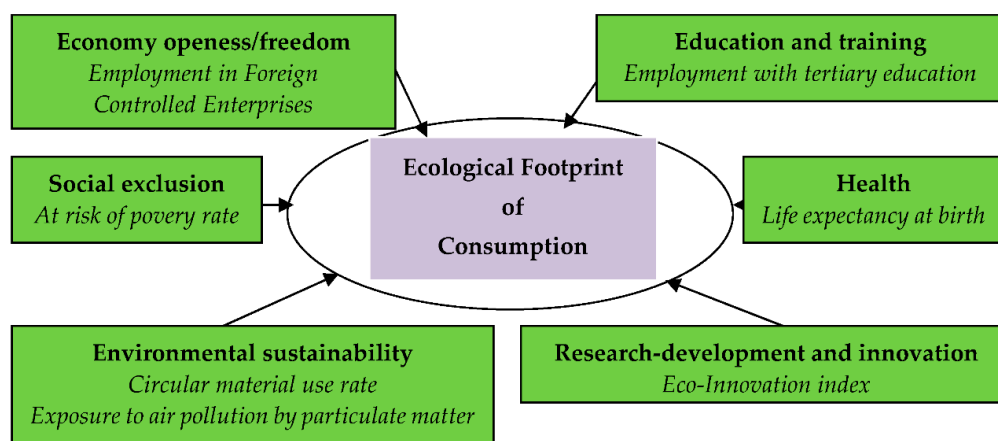 Economy openess/freedom
Employment in Foreign
Controlled Enterprises
Education and training
Employment with tertiary education
Social exclusion
At risk of povery rate
Ecological Footprint
of
Consumption
Health
Life expectancy at birth
Environmental sustainability
Circular material use rate
Exposure to air pollution by particulate matter
Research-development and innovation
Eco-Innovation index